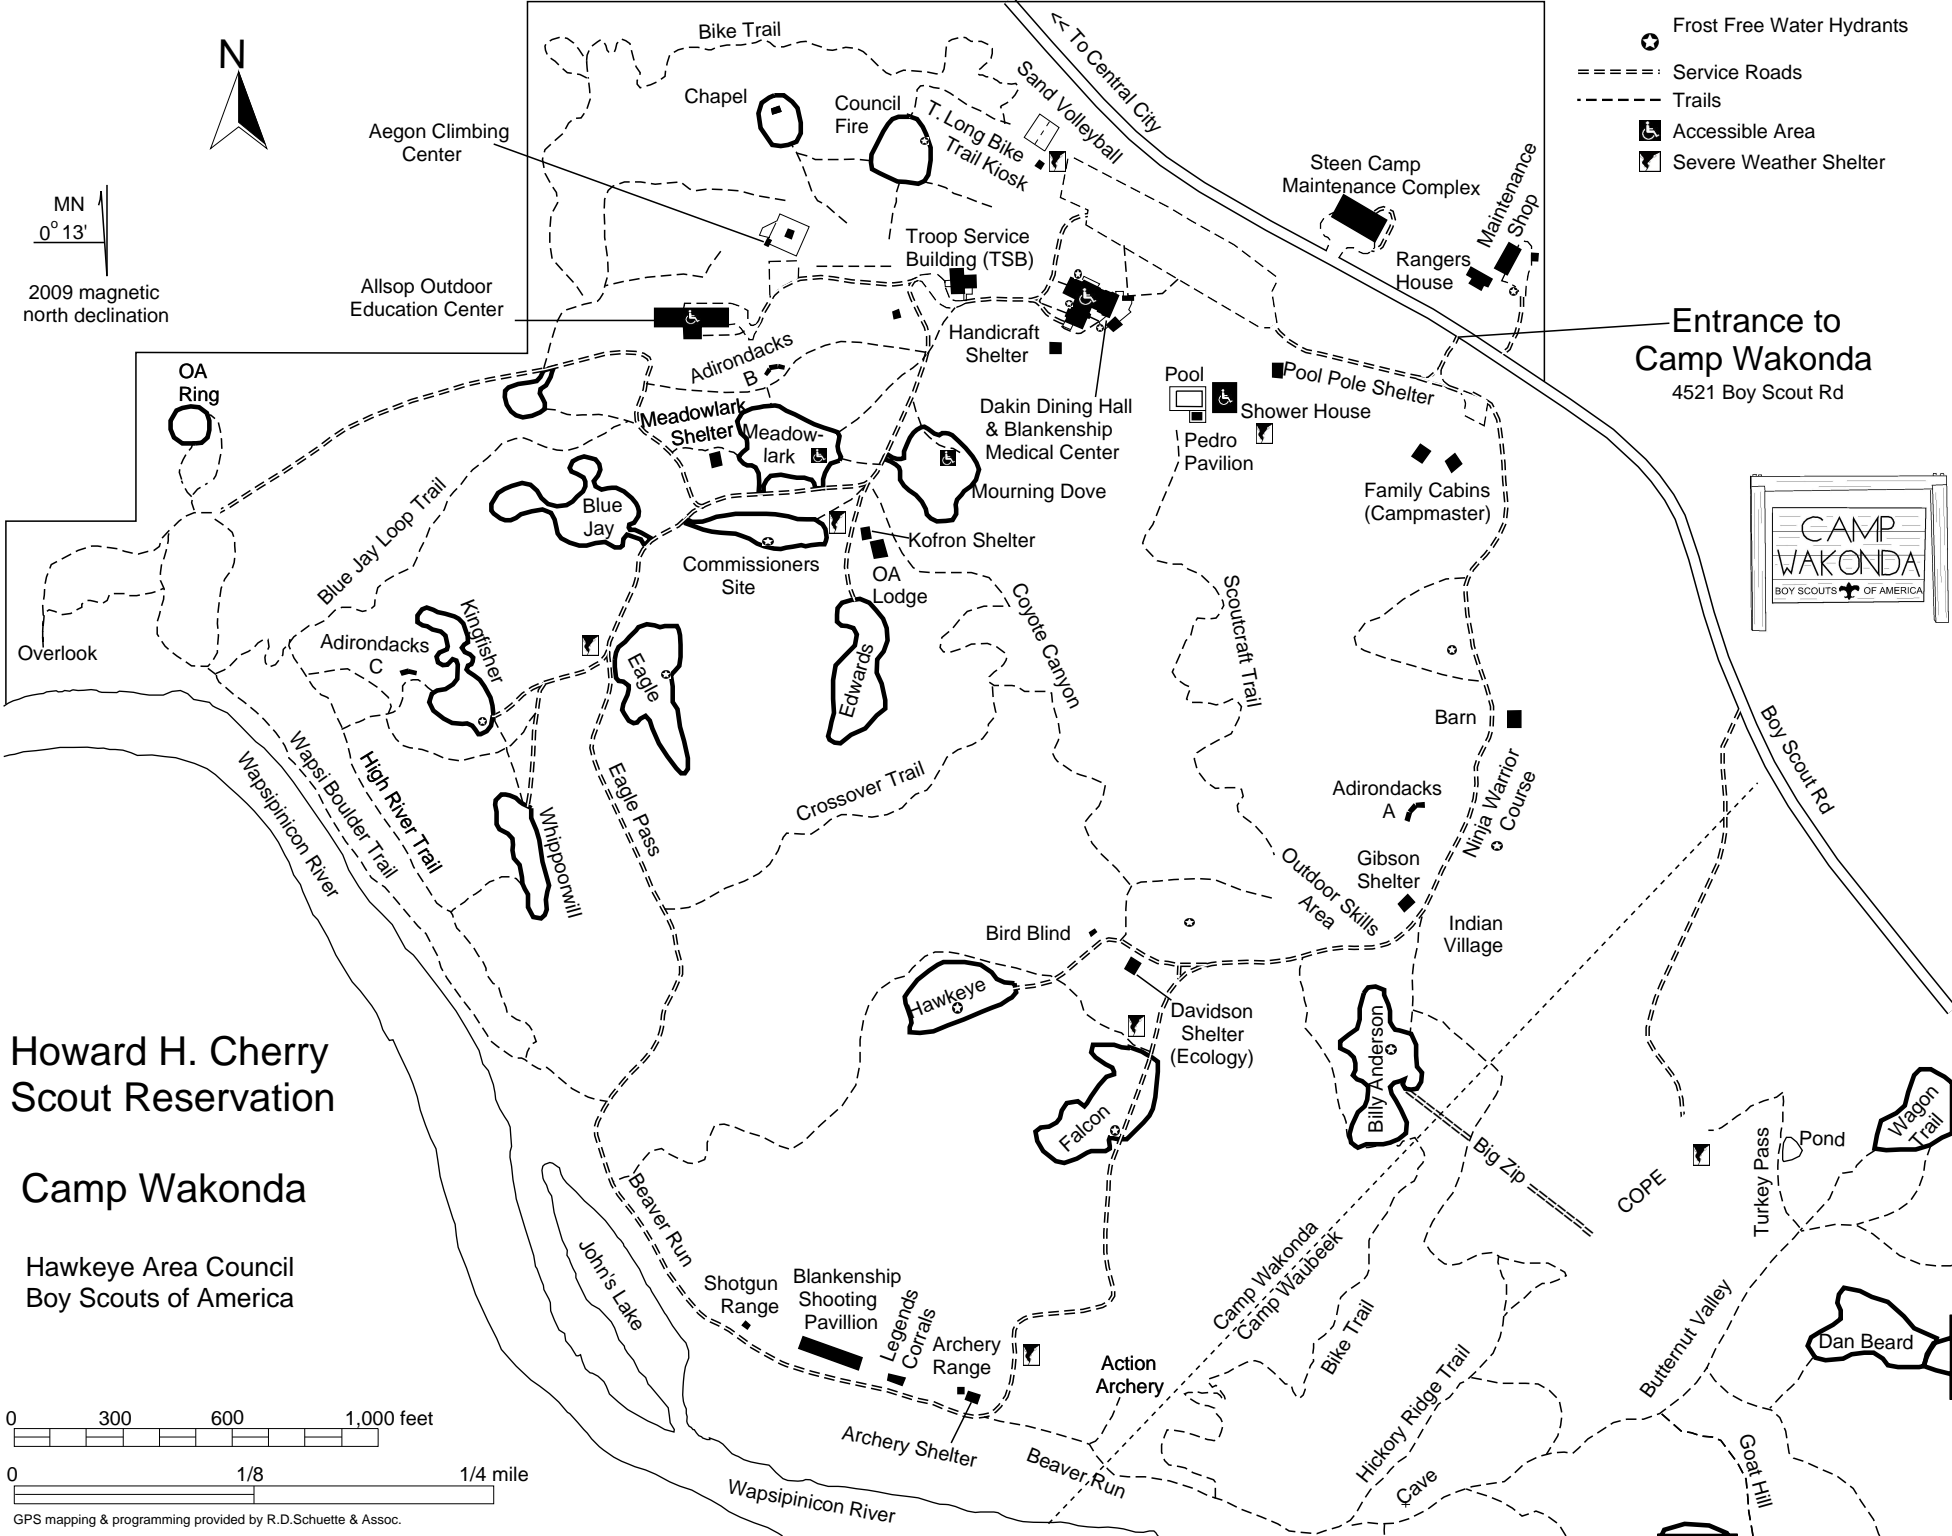 N
MN
0° 13'
2009 magnetic
north declination
Bike Trail
Chapel
Council
Fire
T. Long Bike
Trail Kiosk
Sand Volleyball
<< To Central City
Aegon Climbing
Center
Allsop Outdoor
Education Center
Troop Service
Building (TSB)
Steen Camp
Maintenance Complex
Maintenance
Shop
Rangers
House
Frost Free Water Hydrants
Service Roads
Trails
Accessible Area
Severe Weather Shelter
Entrance to
Camp Wakonda
4521 Boy Scout Rd
OA
Ring
Adirondacks
B
Handicraft
Shelter
Meadowlark
Shelter
Meadow-
lark
Dakin Dining Hall
& Blankenship
Medical Center
Pool
Pool Pole Shelter
Shower House
Pedro
Pavilion
Family Cabins
(Campmaster)
Mourning Dove
Blue
Jay
Blue Jay Loop Trail
Commissioners
Site
Kofron Shelter
OA
Lodge
CAMP
WAKONDA
BOY SCOUTS OF AMERICA
Overlook
Adirondacks
C
Kingfisher
Eagle
Edwards
Coyote Canyon
Scoutcraft Trail
Barn
Boy Scout Rd
Wapsipinicon River
Wapsi Boulder Trail
High River Trail
Whippoorwill
Eagle Pass
Crossover Trail
Adirondacks
A
Ninja Warrior
Course
Gibson
Shelter
Outdoor Skills
Area
Indian
Village
Bird Blind
Hawkeye
Davidson
Shelter
(Ecology)
Billy Anderson
Falcon
Howard H. Cherry
Scout Reservation
Camp Wakonda
Hawkeye Area Council
Boy Scouts of America
Big Zip
COPE
Turkey Pass
Pond
Wagon
Trail
Beaver Run
John's Lake
Shotgun
Range
Blankenship
Shooting
Pavillion
Legends
Corrals
Archery
Range
Action
Archery
Camp Wakonda
Camp Waubeek
Bike Trail
Hickory Ridge Trail
Butternut Valley
Dan Beard
Archery Shelter
Beaver Run
Cave
Goat Hill
Wapsipinicon River
0 300 600 1,000 feet
0 1/8 1/4 mile
GPS mapping & programming provided by R.D.Schuette & Assoc.